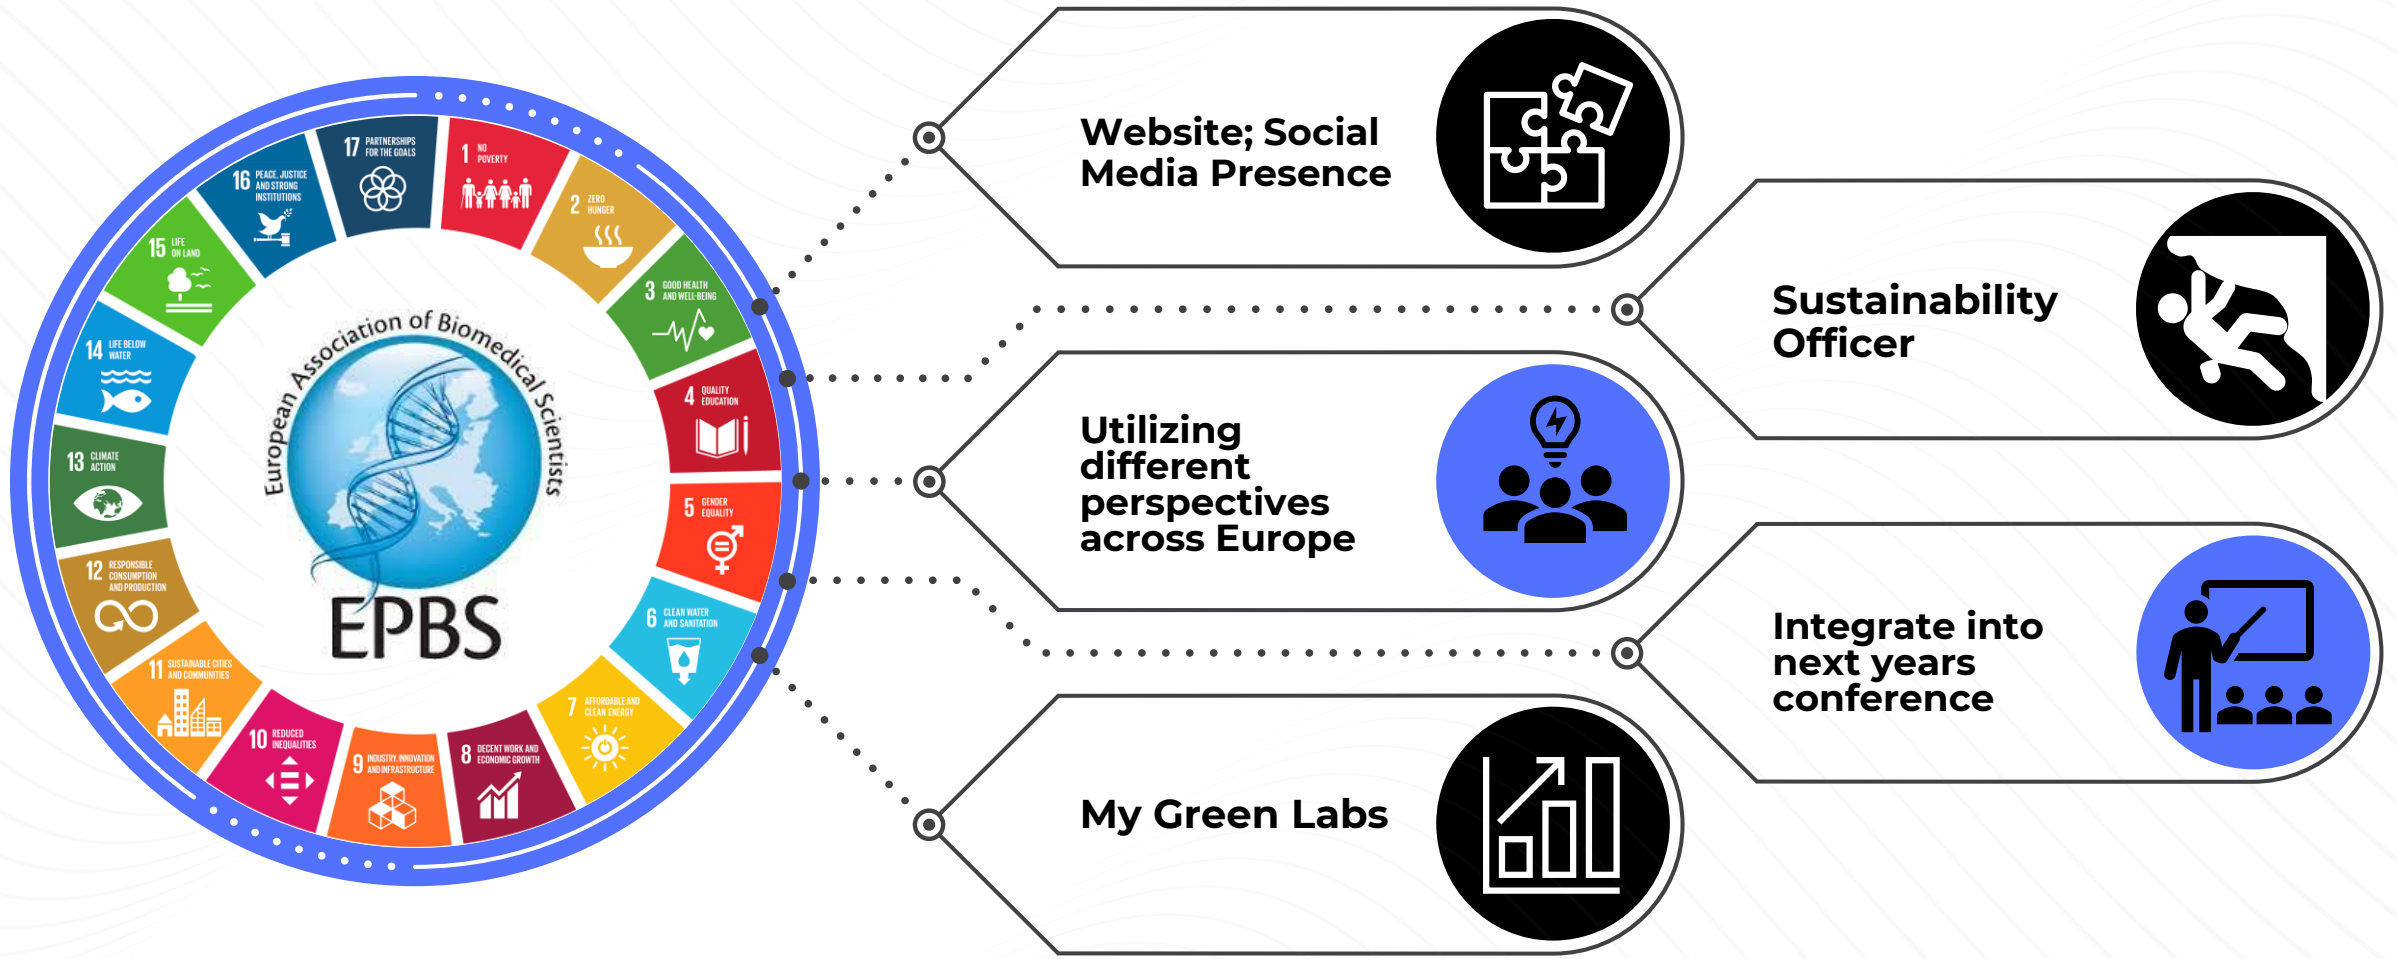 17 PARTNERSHIPS
FOR THE GOALS
1 NO
POVERTY
2 ZERO
HUNGER
3 GOOD HEALTH
AND WELL-BEING
4 QUALITY
EDUCATION
5 GENDER
EQUALITY
6 CLEAN WATER
AND SANITATION
7 AFFORDABLE AND
CLEAN ENERGY
8 DECENT WORK AND
ECONOMIC GROWTH
9 INDUSTRY, INNOVATION
AND INFRASTRUCTURE
10 REDUCED
INEQUALITIES
11 SUSTAINABLE CITIES
AND COMMUNITIES
12 RESPONSIBLE
CONSUMPTION
AND PRODUCTION
13 CLIMATE
ACTION
14 LIFE BELOW
WATER
15 LIFE
ON LAND
16 PEACE, JUSTICE
AND STRONG
INSTITUTIONS
European Association of Biomedical Scientists
EPBS
Website; Social
Media Presence
Sustainability
Officer
Utilizing
different
perspectives
across Europe
Integrate into
next years
conference
My Green Labs